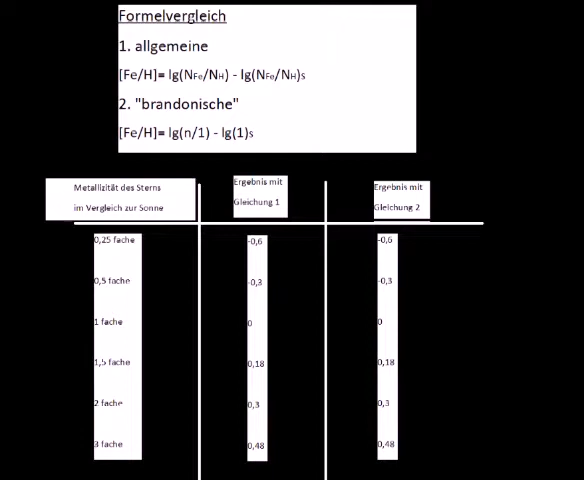 Formelvergleich
1. allgemeine
[Fe/H]= lg(NFe/NH) - lg(NFe/NH)s
2. "brandonische"
[Fe/H]= lg(n/1) - lg(1)s
Metallizität des Sterns
im Vergleich zur Sonne
Ergebnis mit
Gleichung 1
Ergebnis mit
Gleichung 2
0,25 fache -0,6 -0,6
0,5 fache -0,3 -0,3
1 fache 0 0
1,5 fache 0,18 0,18
2 fache 0,3 0,3
3 fache 0,48 0,48